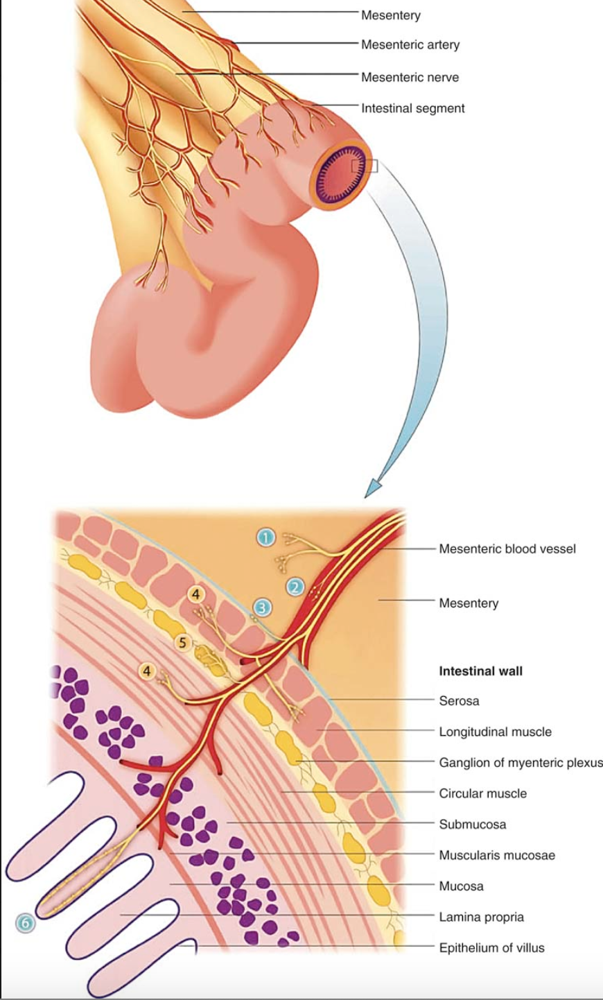 Mesentery
Mesenteric artery
Mesenteric nerve
Intestinal segment
1
Mesenteric blood vessel
2
4
Mesentery
3
5
4
Intestinal wall
Serosa
Longitudinal muscle
Ganglion of myenteric plexus
Circular muscle
Submucosa
Muscularis mucosae
Mucosa
6
Lamina propria
Epithelium of villus